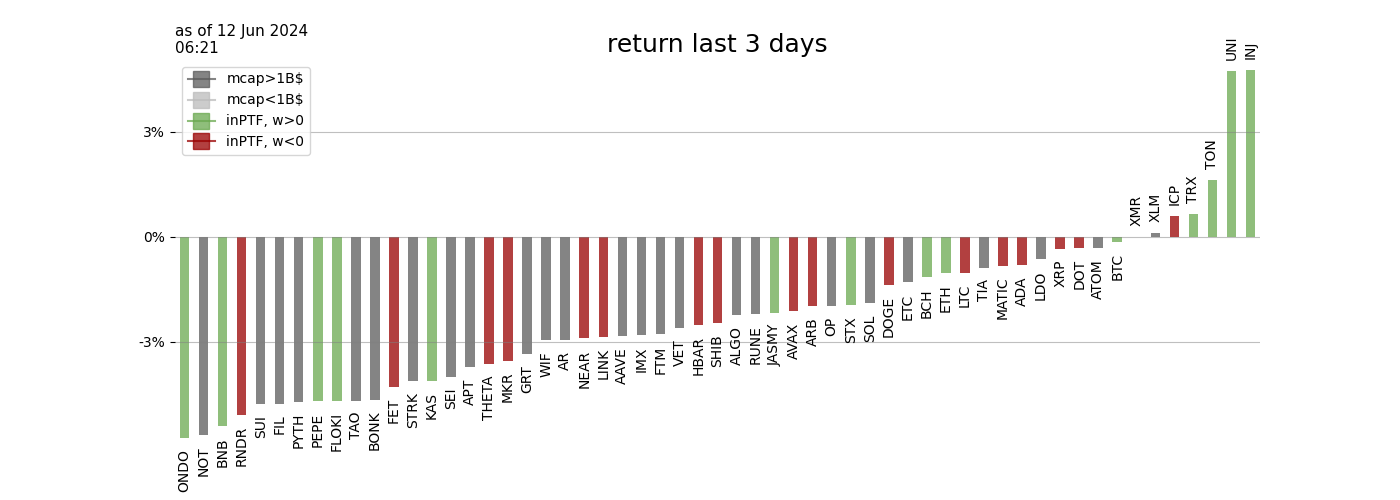 as of 12 Jun 2024
06:21
return last 3 days
mcap>1B$
mcap<1B$
inPTF, w>0
inPTF, w<0
3%
0%
-3%
ONDO
NOT
BNB
RNDR
SUI
FIL
PYTH
PEPE
FLOKI
TAO
BONK
FET
STRK
KAS
SEI
APT
THETA
MKR
GRT
WIF
AR
NEAR
LINK
AAVE
IMX
FTM
VET
HBAR
SHIB
ALGO
RUNE
JASMY
AVAX
ARB
OP
STX
SOL
DOGE
ETC
BCH
ETH
LTC
TIA
MATIC
ADA
LDO
XRP
DOT
ATOM
BTC
XMR
XLM
ICP
TRX
TON
UNI
INJ